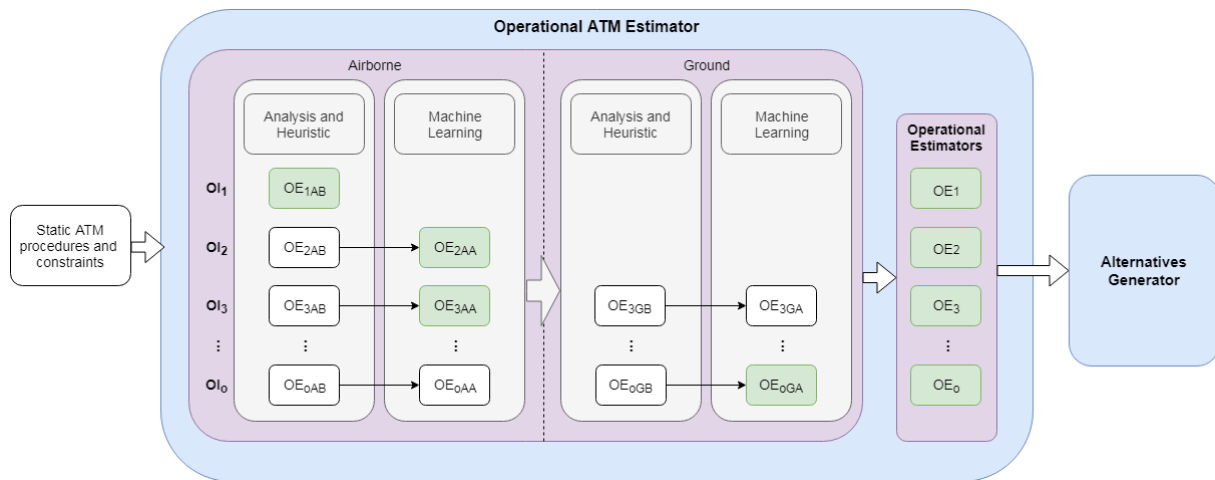 Operational ATM Estimator
Airborne
Ground
Analysis and
Heuristic
Machine
Learning
Analysis and
Heuristic
Machine
Learning
Operational
Estimators
OI1
OE1AB
OE1
Static ATM
procedures and
constraints
OI2
OE2AB
OE2AA
OE2
Alternatives
Generator
OI3
OE3AB
OE3AA
OE3GB
OE3GA
OE3
⋮
⋮
⋮
⋮
⋮
⋮
OIo
OEoAB
OEoAA
OEoGB
OEoGA
OEo